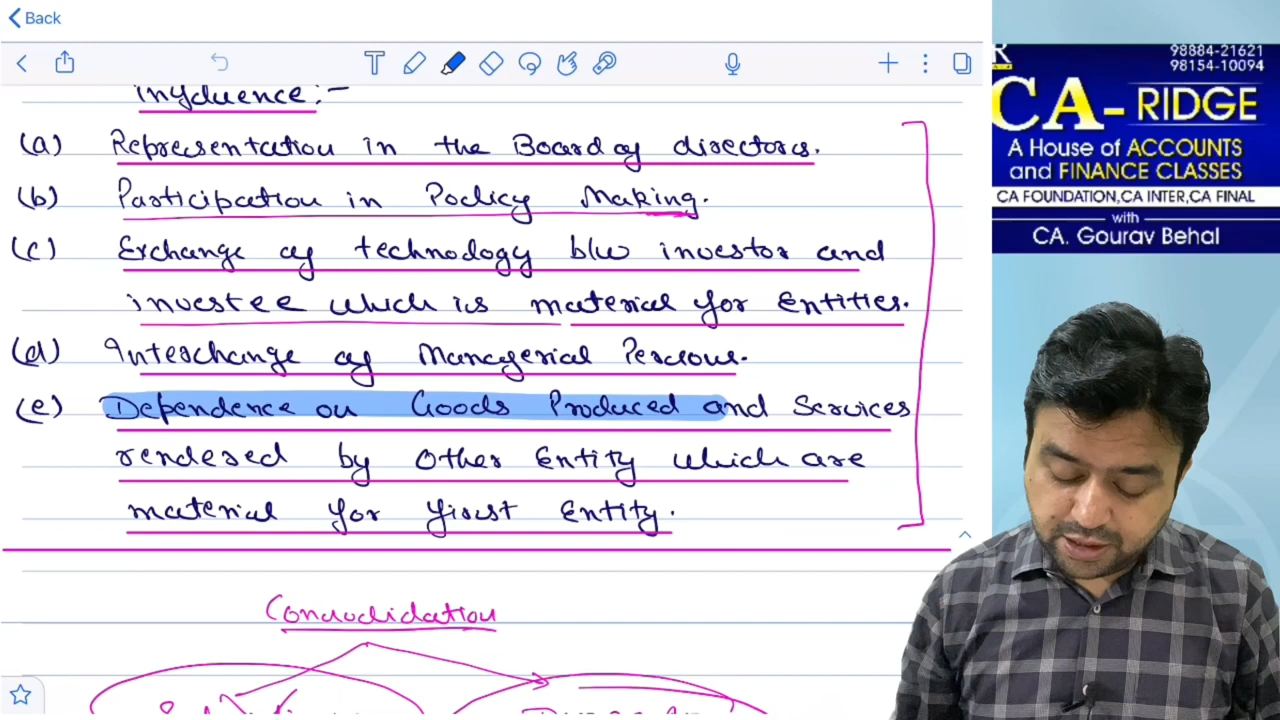 Back
Influence:-
(a) Representation in the Board of directors.
(b) Participation in Policy Making.
(c) Exchange of technology b/w investor and
investee which is material for Entities.
(d) Interchange of Managerial Persons.
(e) Dependence on Goods Produced and Services
rendered by Other Entity which are
material for first Entity.
Consolidation
R
98884-21621
98154-10094
CA-RIDGE
A House of ACCOUNTS
and FINANCE CLASSES
CA FOUNDATION,CA INTER,CA FINAL
with
CA. Gourav Behal